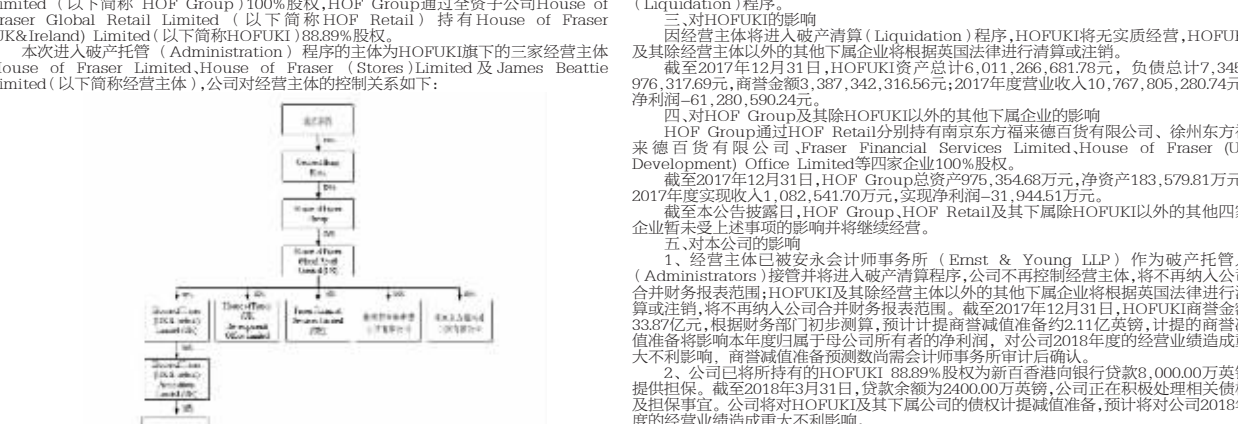 imited（以下简称 HOF Group)100%股权,HOF Group通过全资子公司House of
Fraser Global Retail Limited（以下简称HOF Retail）持有House of Fraser
(UK&Ireland) Limited(以下简称HOFUKI)88.89%股权。
本次进入破产托管（Administration）程序的主体为HOFUKI旗下的三家经营主体
House of Fraser Limited、House of Fraser （Stores)Limited及James Beattie
Limited(以下简称经营主体),公司对经营主体的控制关系如下:
（Liquidation)程序。
三、对HOFUKI的影响
因经营主体将进入破产清算（Liquidation）程序,HOFUKI将无实质经营,HOFUKI
及其除经营主体以外的其他下属企业将根据英国法律进行清算或注销。
截至2017年12月31日,HOFUKI资产总计6,011,266,681.78元，负债总计7,345,
976,317.69元,商誉金额3,387,342,316.56元;2017年度营业收入10,767,805,280.74元,
净利润-61,280,590.24元。
四、对HOF Group及其除HOFUKI以外的其他下属企业的影响
HOF Group通过HOF Retail分别持有南京东方福来德百货有限公司、徐州东方福
来德百货有限公司、Fraser Financial Services Limited、House of Fraser (UK
Development) Office Limited等四家企业100%股权。
截至2017年12月31日,HOF Group总资产975,354.68万元,净资产183,579.81万元,
2017年度实现收入1,082,541.70万元,实现净利润-31,944.51万元。
截至本公告披露日,HOF Group、HOF Retail及其下属除HOFUKI以外的其他四家
企业暂未受上述事项的影响并将继续经营。
五、对本公司的影响
1、经营主体已被安永会计师事务所（Ernst & Young LLP）作为破产托管人
（Administrators)接管并将进入破产清算程序,公司不再控制经营主体,将不再纳入公司
合并财务报表范围;HOFUKI及其除经营主体以外的其他下属企业将根据英国法律进行清
算或注销,将不再纳入公司合并财务报表范围。截至2017年12月31日,HOFUKI商誉金额
33.87亿元,根据财务部门初步测算,预计计提商誉减值准备约2.11亿英镑,计提的商誉减
值准备将影响本年度归属于母公司所有者的净利润，对公司2018年度的经营业绩造成重
大不利影响，商誉减值准备预测数尚需会计师事务所审计后确认。
2、公司已将所持有的HOFUKI 88.89%股权为新百香港向银行贷款8,000.00万英镑
提供担保。截至2018年3月31日,贷款余额为2400.00万英镑,公司正在积极处理相关债权
及担保事宜。公司将对HOFUKI及其下属公司的债权计提减值准备,预计将对公司2018年
度的经营业绩造成重大不利影响。